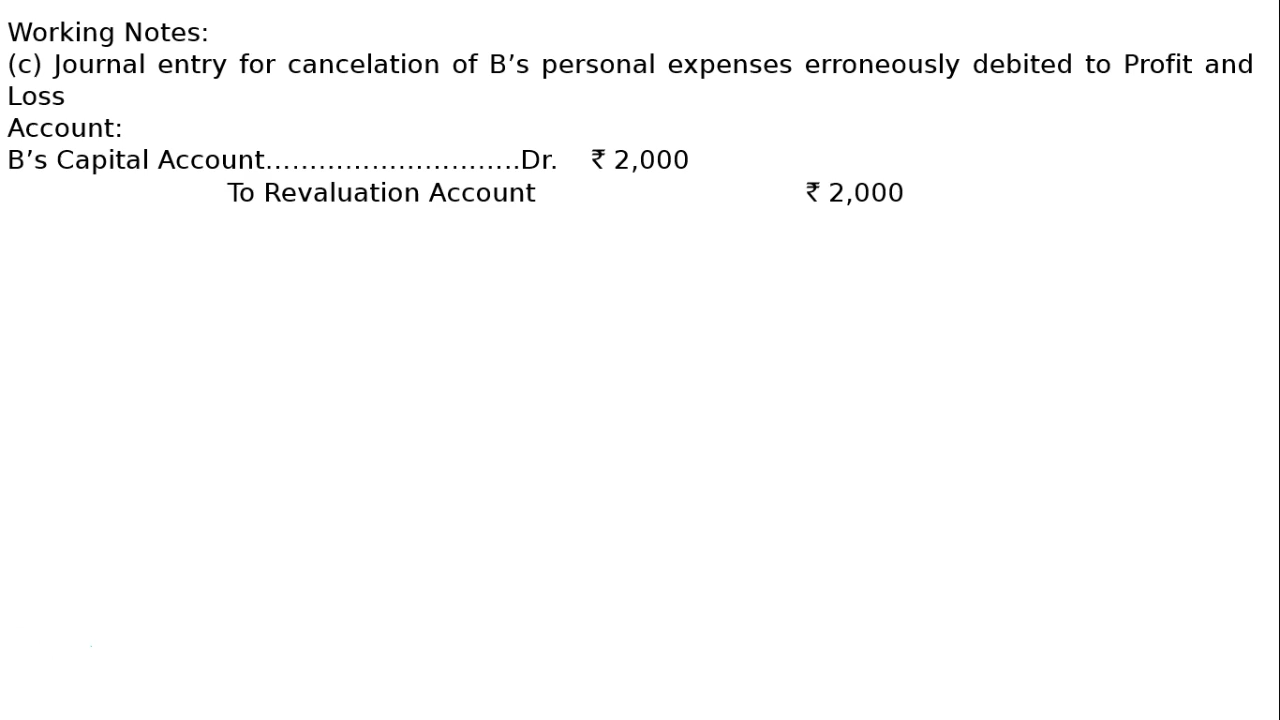 Working Notes:
(c) Journal entry for cancelation of B’s personal expenses erroneously debited to Profit and
Loss
Account:
B’s Capital Account.............................Dr. ₹ 2,000
To Revaluation Account ₹ 2,000